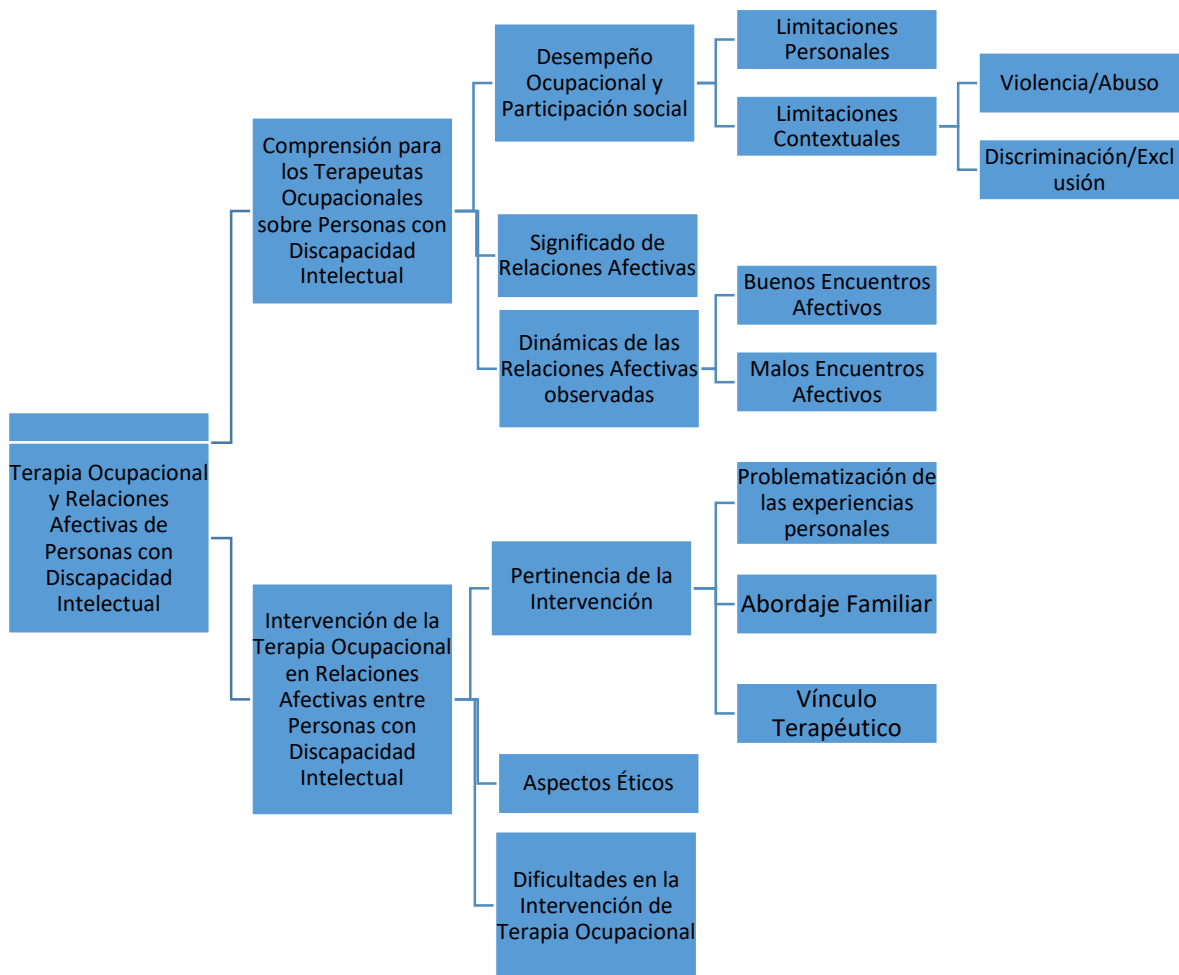 Terapia Ocupacional
y Relaciones
Afectivas de
Personas con
Discapacidad
Intelectual
Comprensión para
los Terapeutas
Ocupacionales
sobre Personas con
Discapacidad
Intelectual
Desempeño
Ocupacional y
Participación social
Limitaciones
Personales
Limitaciones
Contextuales
Violencia/Abuso
Discriminación/Excl
usión
Significado de
Relaciones Afectivas
Dinámicas de las
Relaciones Afectivas
observadas
Buenos Encuentros
Afectivos
Malos Encuentros
Afectivos
Intervención de la
Terapia Ocupacional
en Relaciones
Afectivas entre
Personas con
Discapacidad
Intelectual
Pertinencia de la
Intervención
Problematización de
las experiencias
personales
Abordaje Familiar
Vínculo
Terapéutico
Aspectos Éticos
Dificultades en la
Intervención de
Terapia Ocupacional